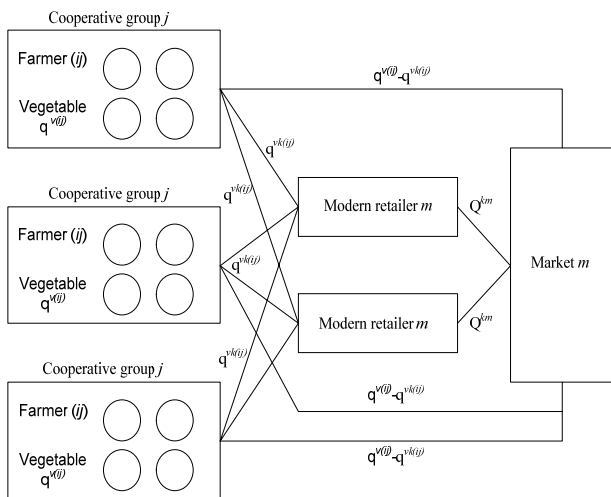 Cooperative group j
Farmer (ij)
Vegetable
q^v(ij)
q^v(ij)-q^vk(ij)
q^vk(ij)
q^vk(ij)
Cooperative group j
Farmer (ij)
Vegetable
q^v(ij)
q^vk(ij)
q^vk(ij)
Modern retailer m
Q^km
Modern retailer m
Q^km
Market m
Cooperative group j
Farmer (ij)
Vegetable
q^v(ij)
q^v(ij)-q^vk(ij)
q^v(ij)-q^vk(ij)